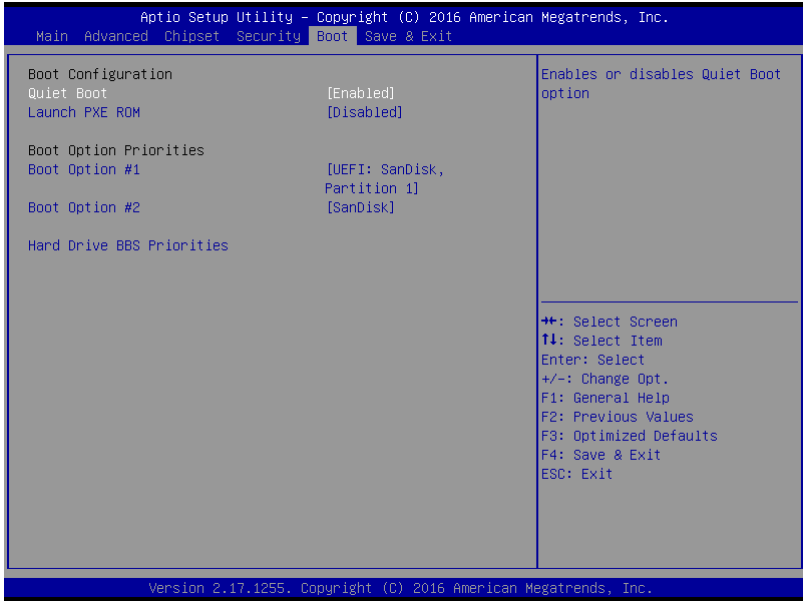 Aptio Setup Utility – Copyright (C) 2016 American Megatrends, Inc.
Main Advanced Chipset Security Boot Save & Exit
Boot Configuration
Quiet Boot [Enabled]
Launch PXE ROM [Disabled]
Boot Option Priorities
Boot Option #1 [UEFI: SanDisk,
Partition 1]
Boot Option #2 [SanDisk]
Hard Drive BBS Priorities
Enables or disables Quiet Boot
option
→←: Select Screen
↑↓: Select Item
Enter: Select
+/-: Change Opt.
F1: General Help
F2: Previous Values
F3: Optimized Defaults
F4: Save & Exit
ESC: Exit
Version 2.17.1255. Copyright (C) 2016 American Megatrends, Inc.